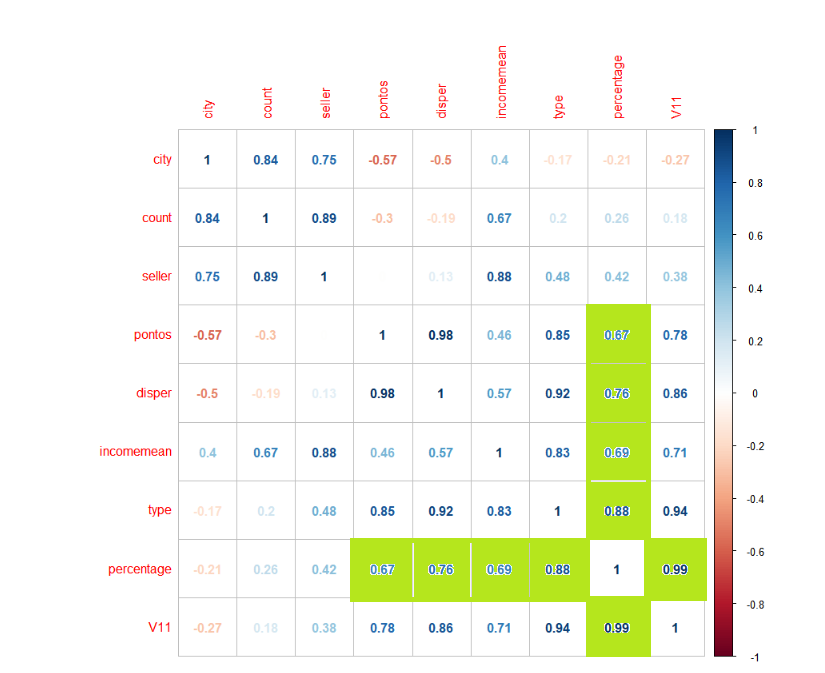 city count seller pontos disper incomemean type percentage V11
city 1 0.84 0.75 -0.57 -0.5 0.4 -0.17 -0.21 -0.27 1
count 0.84 1 0.89 -0.3 -0.19 0.67 0.2 0.26 0.18 0.8
seller 0.75 0.89 1 0.13 0.88 0.48 0.42 0.38 0.6
pontos -0.57 -0.3 1 0.98 0.46 0.85 0.67 0.78 0.4
disper -0.5 -0.19 0.13 0.98 1 0.57 0.92 0.76 0.86 0.2
incomemean 0.4 0.67 0.88 0.46 0.57 1 0.83 0.69 0.71 0
type -0.17 0.2 0.48 0.85 0.92 0.83 1 0.88 0.94 -0.2
percentage -0.21 0.26 0.42 0.67 0.76 0.69 0.88 1 0.99 -0.4
V11 -0.27 0.18 0.38 0.78 0.86 0.71 0.94 0.99 1 -0.6
-0.8
-1